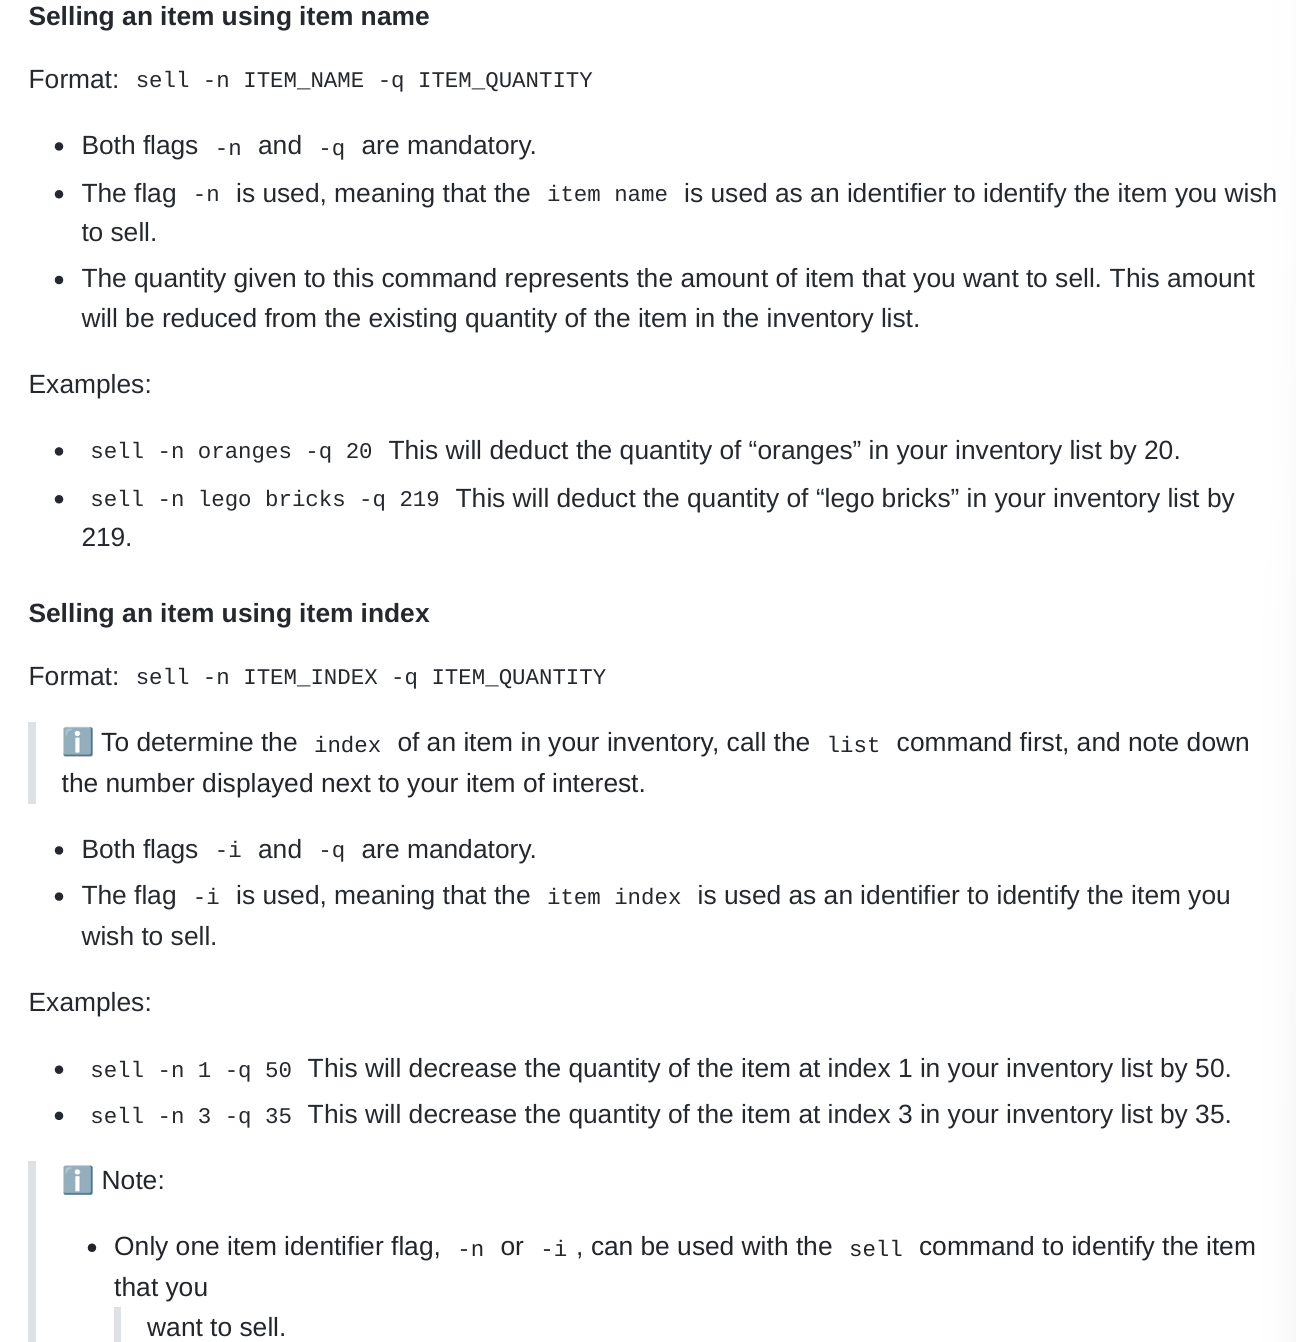 Selling an item using item name
Format: sell -n ITEM_NAME -q ITEM_QUANTITY
• Both flags -n and -q are mandatory.
• The flag -n is used, meaning that the item name is used as an identifier to identify the item you wish
to sell.
• The quantity given to this command represents the amount of item that you want to sell. This amount
will be reduced from the existing quantity of the item in the inventory list.
Examples:
• sell -n oranges -q 20 This will deduct the quantity of “oranges” in your inventory list by 20.
• sell -n lego bricks -q 219 This will deduct the quantity of “lego bricks” in your inventory list by
219.
Selling an item using item index
Format: sell -n ITEM_INDEX -q ITEM_QUANTITY
ℹ️ To determine the index of an item in your inventory, call the list command first, and note down
the number displayed next to your item of interest.
• Both flags -i and -q are mandatory.
• The flag -i is used, meaning that the item index is used as an identifier to identify the item you
wish to sell.
Examples:
• sell -n 1 -q 50 This will decrease the quantity of the item at index 1 in your inventory list by 50.
• sell -n 3 -q 35 This will decrease the quantity of the item at index 3 in your inventory list by 35.
ℹ️ Note:
• Only one item identifier flag, -n or -i , can be used with the sell command to identify the item
that you
want to sell.